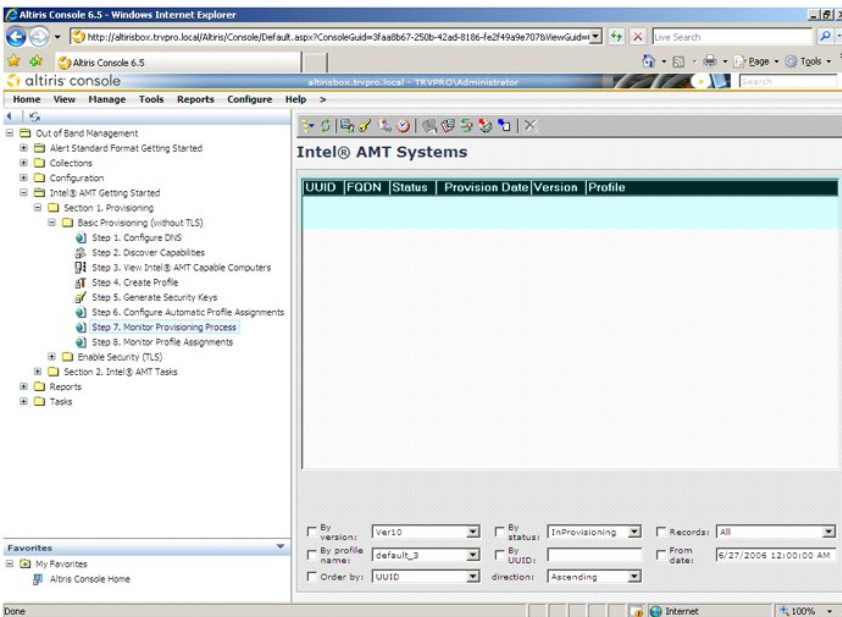 Altiris Console 6.5 - Windows Internet Explorer
http://altirisbox.trvpro.local/Altiris/Console/Default.aspx?ConsoleGuid=3faa8b67-250b-42ad-8186-fe2f49a9e707&ViewGuid=
Live Search
Altiris Console 6.5
Page
Tools
altiris console
altirisbox.trvpro.local - TRVPRO\Administrator
Search
Home View Manage Tools Reports Configure Help >
Out of Band Management
Alert Standard Format Getting Started
Collections
Configuration
Intel® AMT Getting Started
Section 1. Provisioning
Basic Provisioning (without TLS)
Step 1. Configure DNS
Step 2. Discover Capabilities
Step 3. View Intel® AMT Capable Computers
Step 4. Create Profile
Step 5. Generate Security Keys
Step 6. Configure Automatic Profile Assignments
Step 7. Monitor Provisioning Process
Step 8. Monitor Profile Assignments
Enable Security (TLS)
Section 2. Intel® AMT Tasks
Reports
Tasks
Intel® AMT Systems
UUID FQDN Status Provision Date Version Profile
By version: Ver10 By status: InProvisioning Records: All
By profile name: default_3 By UUID: From date: 6/27/2006 12:00:00 AM
Order by: UUID direction: Ascending
Favorites
My Favorites
Altiris Console Home
Done
Internet
100%